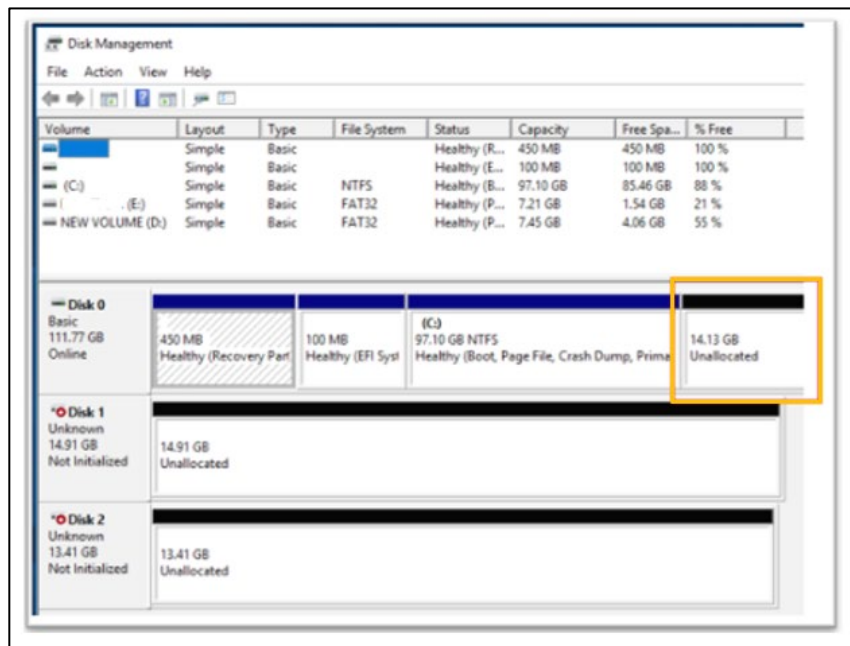 Disk Management
File Action View Help
Volume Layout Type File System Status Capacity Free Spa... % Free
Simple Basic Healthy (R... 450 MB 450 MB 100 %
Simple Basic Healthy (E... 100 MB 100 MB 100 %
(C:) Simple Basic NTFS Healthy (B... 97.10 GB 85.46 GB 88 %
(E:) Simple Basic FAT32 Healthy (P... 7.21 GB 1.54 GB 21 %
NEW VOLUME (D:) Simple Basic FAT32 Healthy (P... 7.45 GB 4.06 GB 55 %
Disk 0
Basic
111.77 GB
Online
450 MB
Healthy (Recovery Part
100 MB
Healthy (EFI Syst
(C:)
97.10 GB NTFS
Healthy (Boot, Page File, Crash Dump, Prima
14.13 GB
Unallocated
Disk 1
Unknown
14.91 GB
Not Initialized
14.91 GB
Unallocated
Disk 2
Unknown
13.41 GB
Not Initialized
13.41 GB
Unallocated